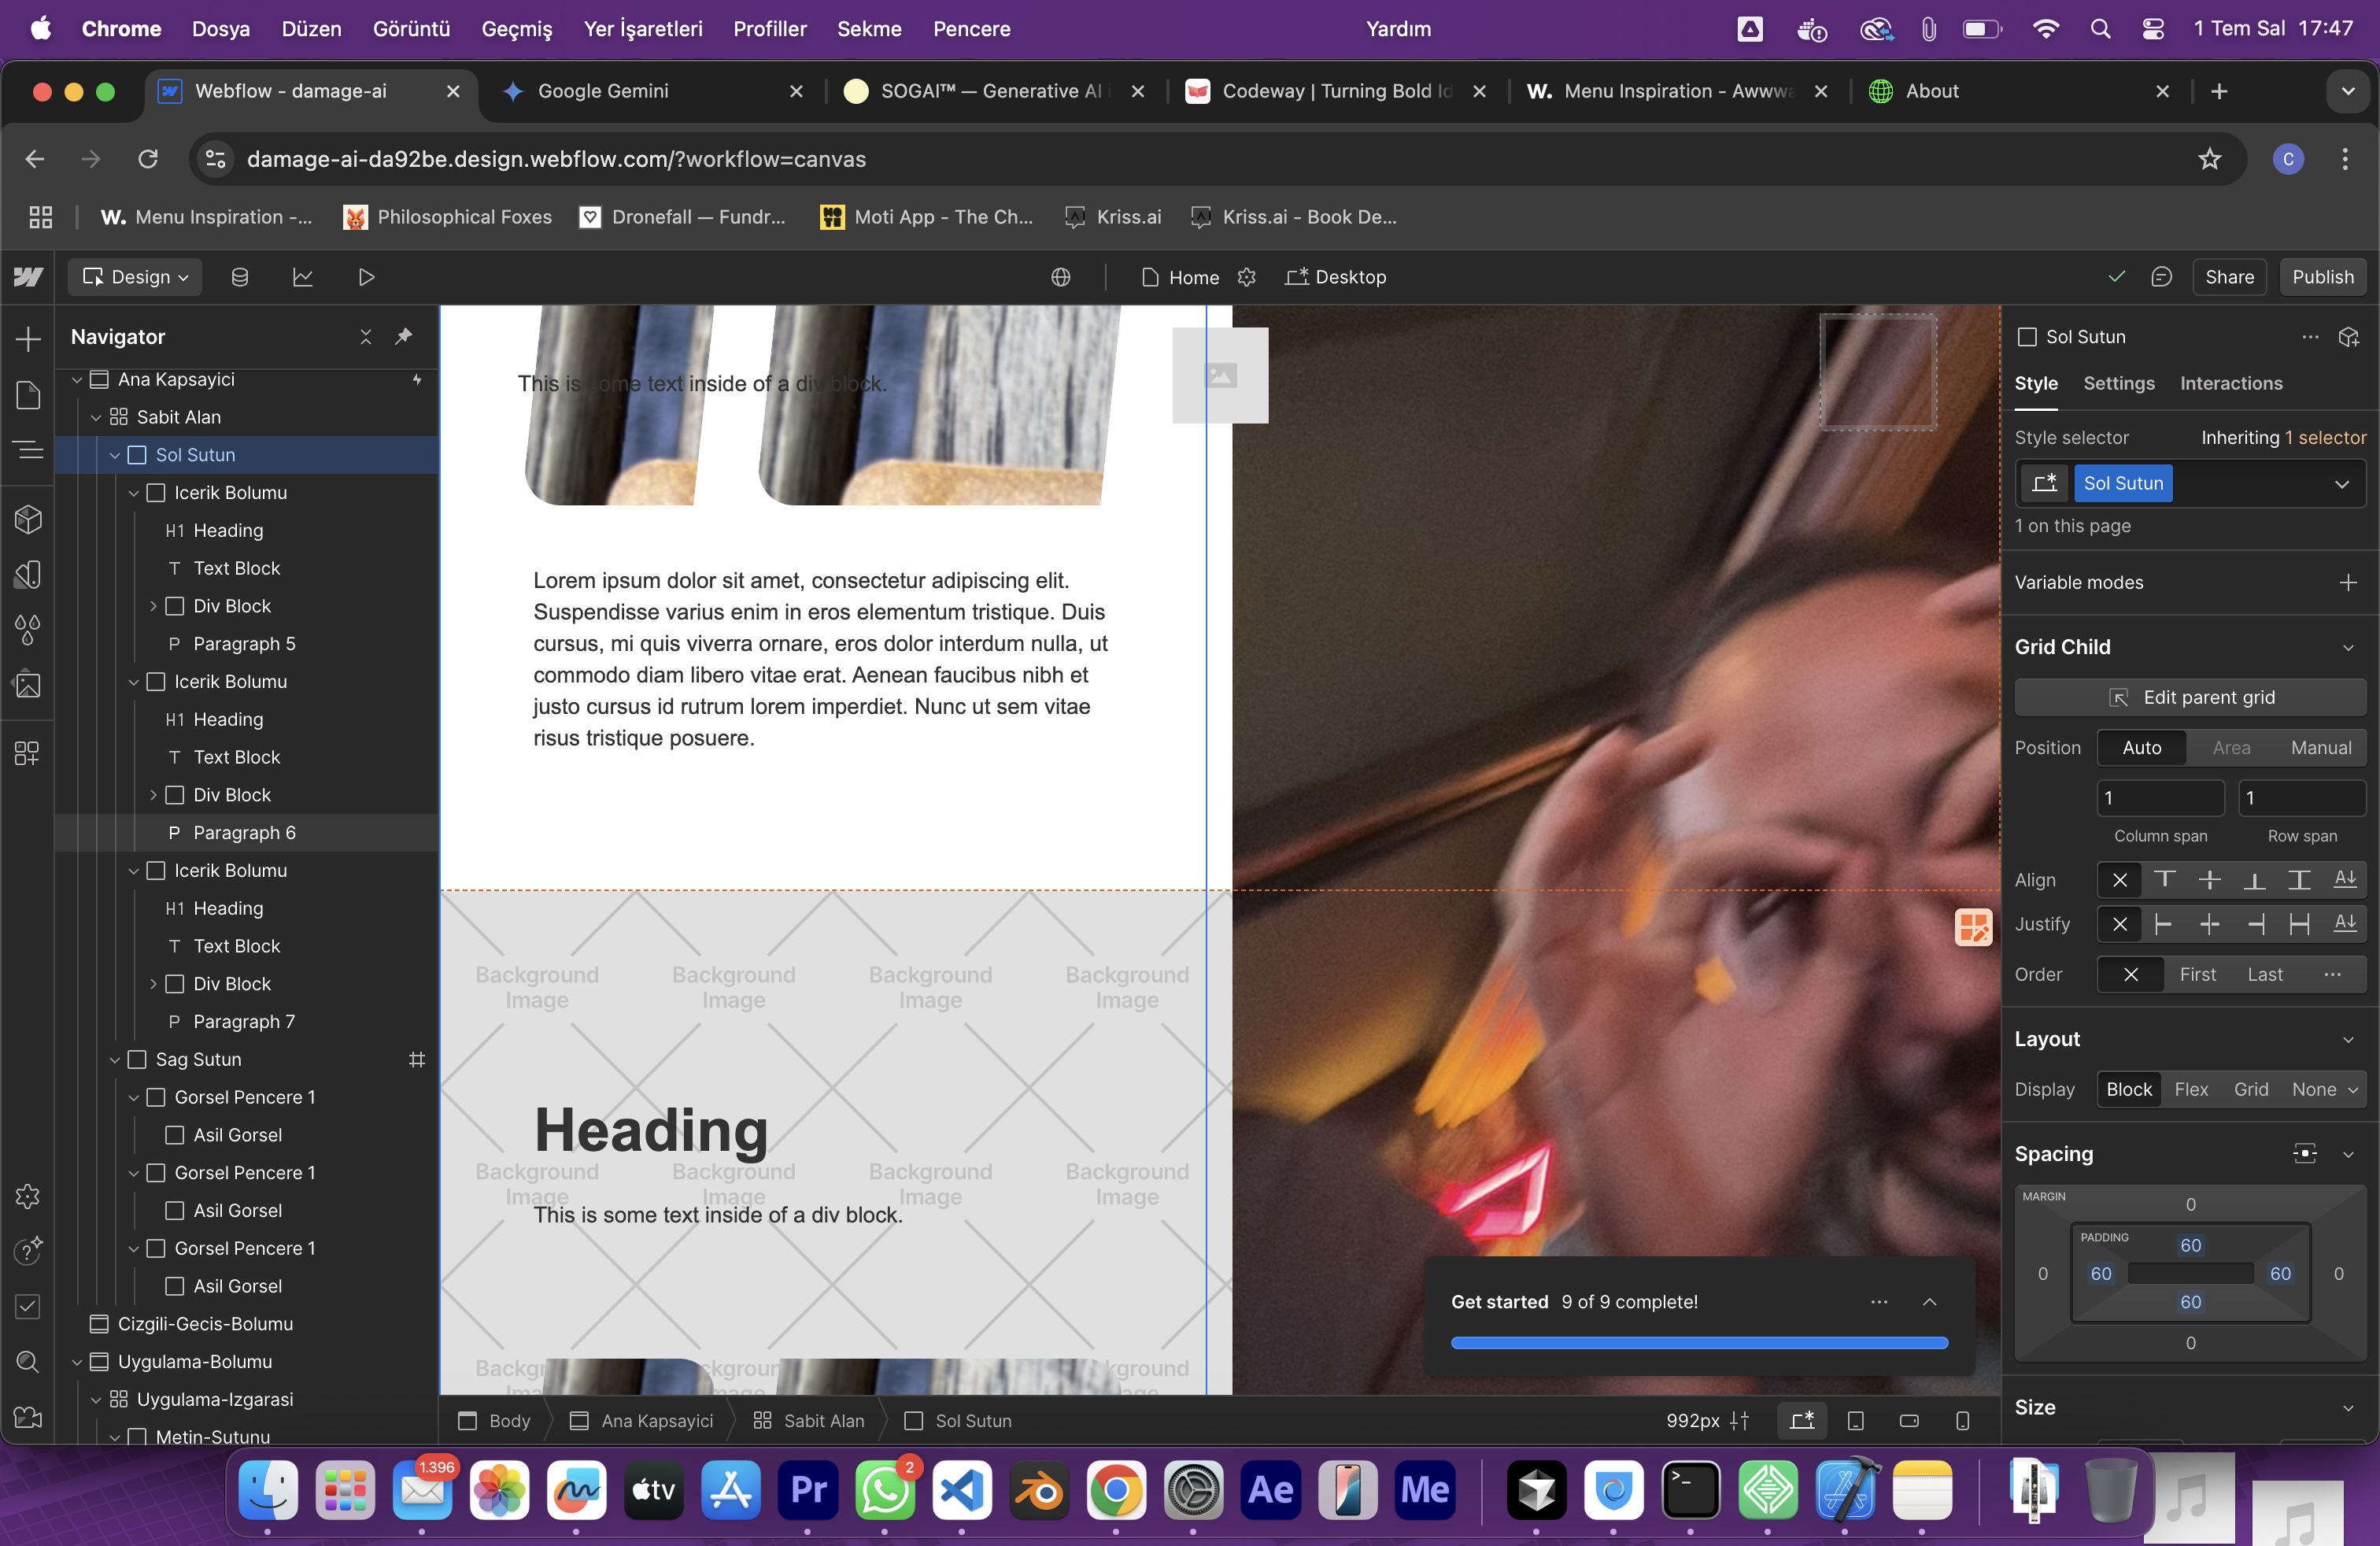 Chrome Dosya Düzen Görüntü Geçmiş Yer İşaretleri Profiller Sekme Pencere Yardım 1 Tem Sal 17:47
Webflow - damage-ai
Google Gemini
SOGAI™ — Generative AI
Codeway | Turning Bold Id
Menu Inspiration - Awwwa
About
damage-ai-da92be.design.webflow.com/?workflow=canvas
C
W. Menu Inspiration -...
Philosophical Foxes
Dronefall — Fundr...
Moti App - The Ch...
Kriss.ai
Kriss.ai - Book De...
Design
Home
Desktop
Share
Publish
Navigator
Ana Kapsayici
Sabit Alan
Sol Sutun
Icerik Bolumu
H1 Heading
T Text Block
Div Block
P Paragraph 5
Icerik Bolumu
H1 Heading
T Text Block
Div Block
P Paragraph 6
Icerik Bolumu
H1 Heading
T Text Block
Div Block
P Paragraph 7
Sag Sutun
Gorsel Pencere 1
Asil Gorsel
Gorsel Pencere 1
Asil Gorsel
Gorsel Pencere 1
Asil Gorsel
Cizgili-Gecis-Bolumu
Uygulama-Bolumu
Uygulama-Izgarasi
Metin-Sutunu
This is some text inside of a div block.
Lorem ipsum dolor sit amet, consectetur adipiscing elit.
Suspendisse varius enim in eros elementum tristique. Duis
cursus, mi quis viverra ornare, eros dolor interdum nulla, ut
commodo diam libero vitae erat. Aenean faucibus nibh et
justo cursus id rutrum lorem imperdiet. Nunc ut sem vitae
risus tristique posuere.
Background Background Background Background
Image Image Image Image
Heading
Background Background Background Background
Image Image Image Image
This is some text inside of a div block.
Get started 9 of 9 complete!
Body
Ana Kapsayici
Sabit Alan
Sol Sutun
992px
Sol Sutun
Style Settings Interactions
Style selector Inheriting 1 selector
Sol Sutun
1 on this page
Variable modes
Grid Child
Edit parent grid
Position Auto Area Manual
1 1
Column span Row span
Align
Justify
Order First Last
Layout
Display Block Flex Grid None
Spacing
MARGIN
0
PADDING
60
0 60 60 0
60
0
Size
1.396
tv
Pr
2
Ae
Me